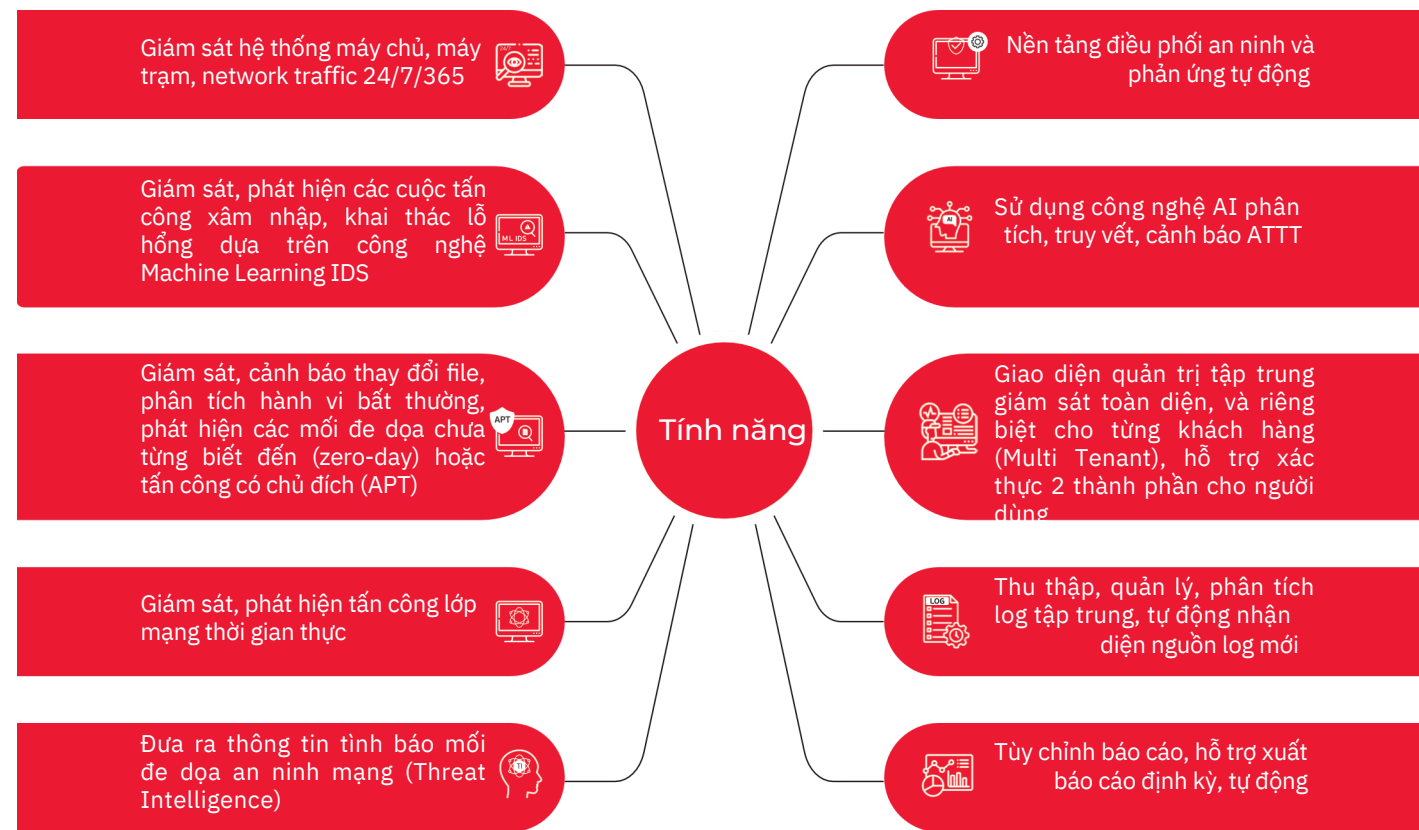 Giám sát hệ thống máy chủ, máy
trạm, network traffic 24/7/365
Giám sát, phát hiện các cuộc tấn
công xâm nhập, khai thác lỗ
hổng dựa trên công nghệ
Machine Learning IDS
ML IDS
Giám sát, cảnh báo thay đổi file,
phân tích hành vi bất thường,
phát hiện các mối đe dọa chưa
từng biết đến (zero-day) hoặc
tấn công có chủ đích (APT)
APT
Giám sát, phát hiện tấn công lớp
mạng thời gian thực
Đưa ra thông tin tình báo mối
đe dọa an ninh mạng (Threat
Intelligence)
TI
Tính năng
Nền tảng điều phối an ninh và
phản ứng tự động
AI
Sử dụng công nghệ AI phân
tích, truy vết, cảnh báo ATTT
Giao diện quản trị tập trung
giám sát toàn diện, và riêng
biệt cho từng khách hàng
(Multi Tenant), hỗ trợ xác
thực 2 thành phần cho người
dùng
LOG
Thu thập, quản lý, phân tích
log tập trung, tự động nhận
diện nguồn log mới
Tùy chỉnh báo cáo, hỗ trợ xuất
báo cáo định kỳ, tự động